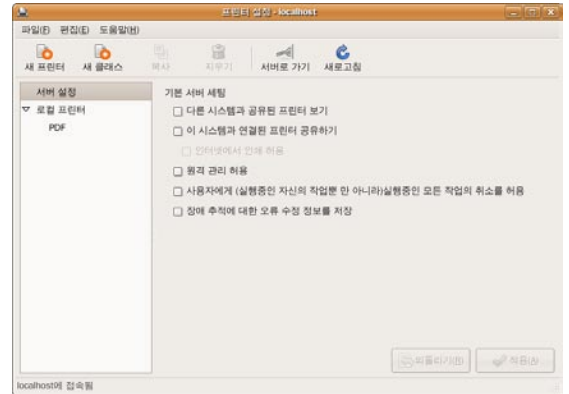 프린터 설정 - localhost
파일(F) 편집(E) 도움말(H)
새 프린터 새 클래스 복사 지우기 서버로 가기 새로고침
서버 설정
로컬 프린터
PDF
기본 서버 세팅
다른 시스템과 공유된 프린터 보기
이 시스템과 연결된 프린터 공유하기
인터넷에서 인쇄 허용
원격 관리 허용
사용자에게 (실행중인 자신의 작업뿐 만 아니라)실행중인 모든 작업의 취소를 허용
장애 추적에 대한 오류 수정 정보를 저장
되돌리기(R) 적용(A)
localhost에 접속됨